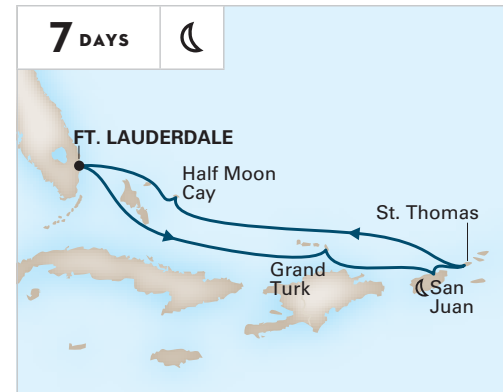 7 DAYS
FT. LAUDERDALE
Half Moon
Cay
St. Thomas
Grand
Turk
San
Juan